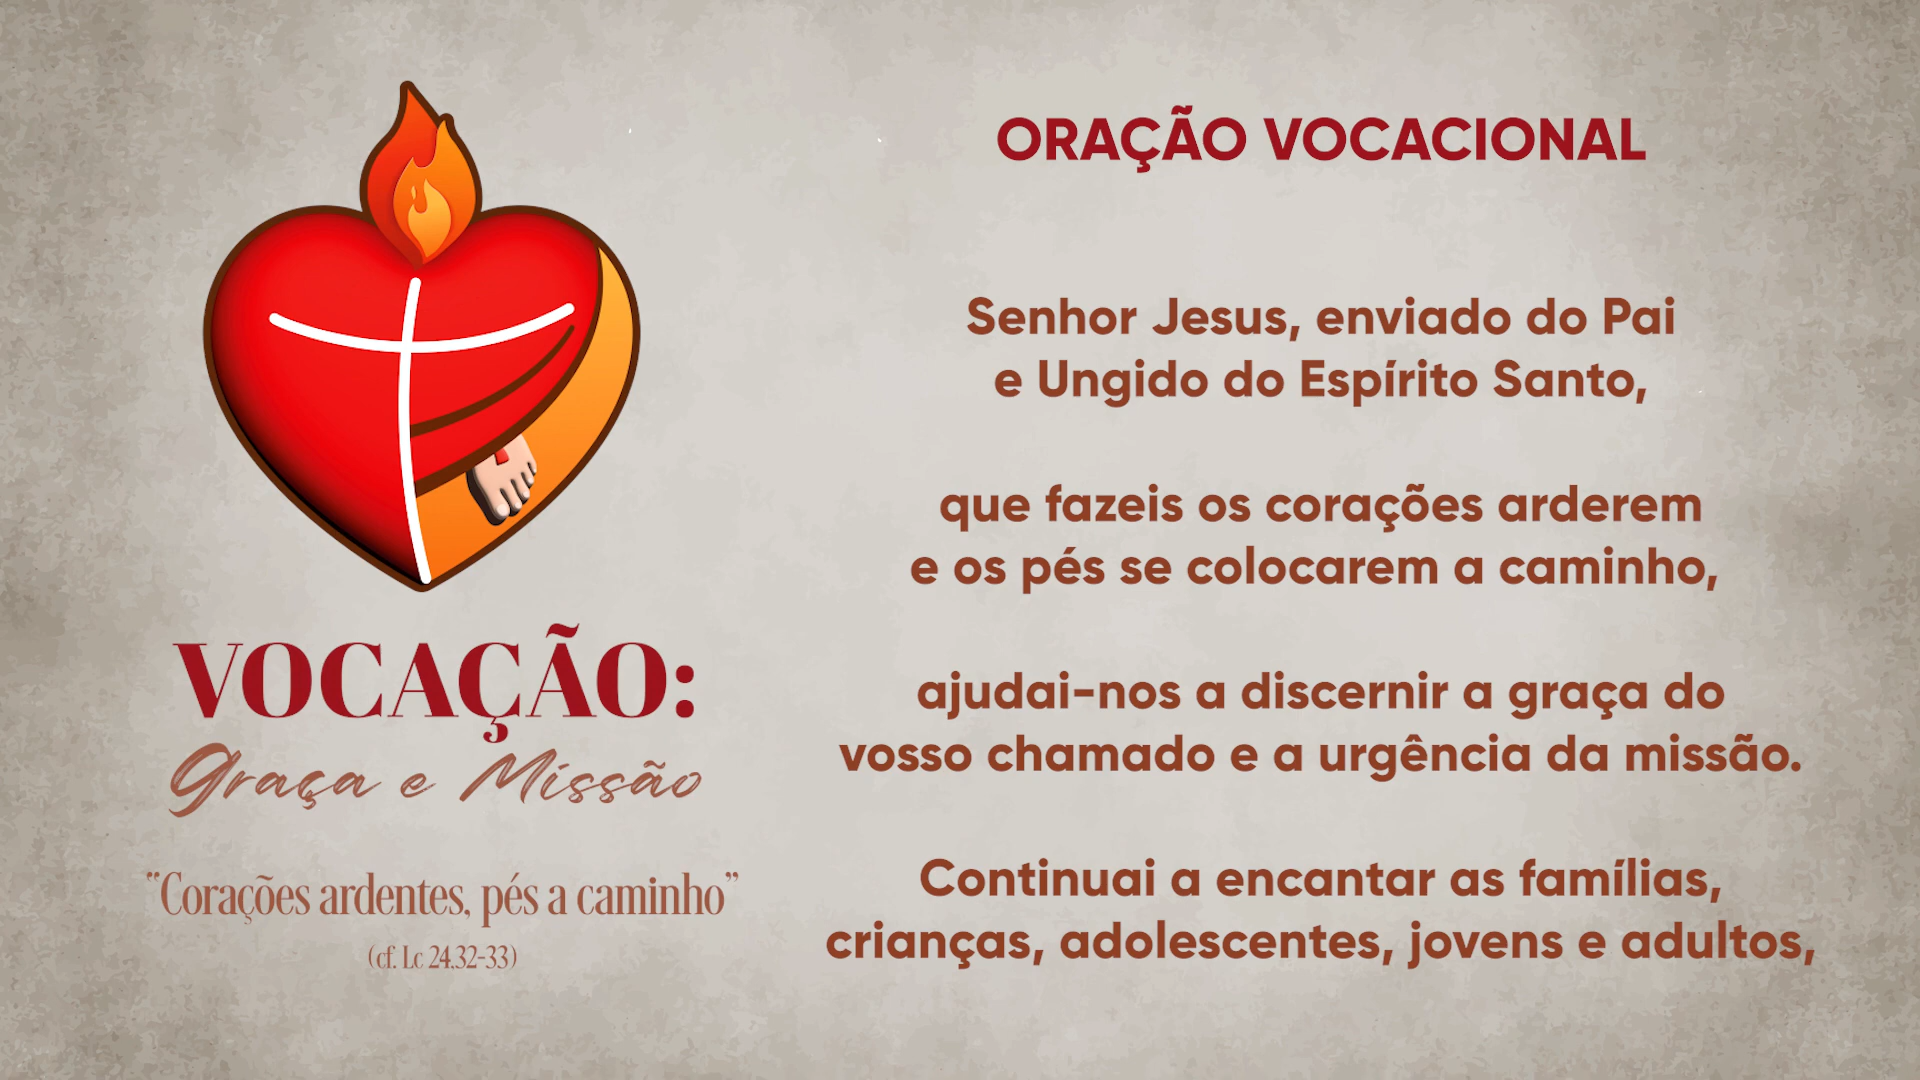 VOCAÇÃO:
Graça e Missão
“Corações ardentes, pés a caminho”
(cf. Lc 24,32-33)
ORAÇÃO VOCACIONAL
Senhor Jesus, enviado do Pai
e Ungido do Espírito Santo,
que fazeis os corações arderem
e os pés se colocarem a caminho,
ajudai-nos a discernir a graça do
vosso chamado e a urgência da missão.
Continuai a encantar as famílias,
crianças, adolescentes, jovens e adultos,